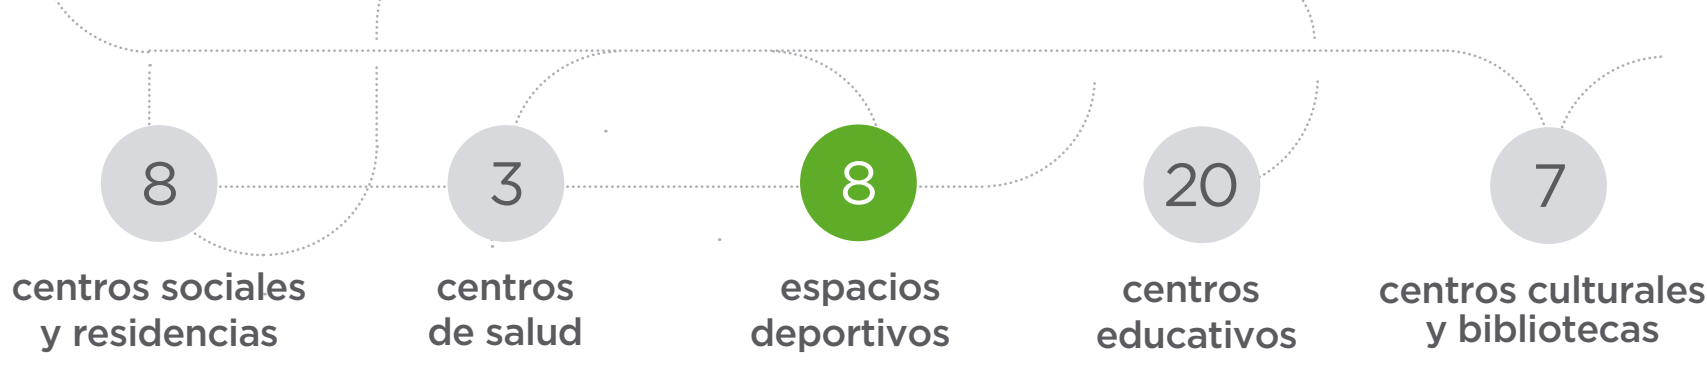 8
centros sociales
y residencias
3
centros
de salud
8
espacios
deportivos
20
centros
educativos
7
centros culturales
y bibliotecas